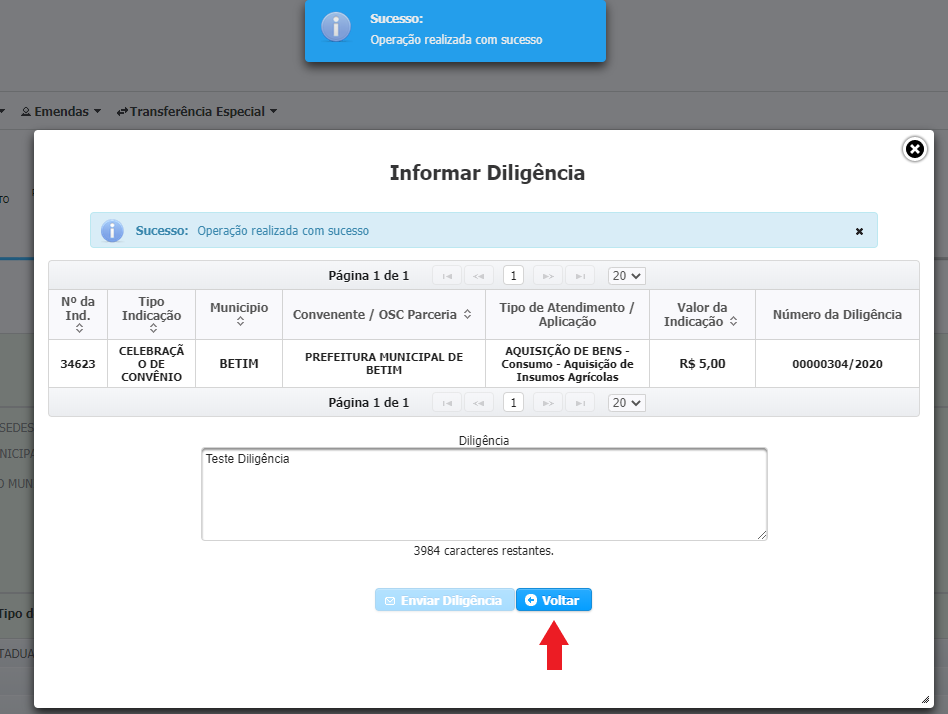 Sucesso:
Operação realizada com sucesso
Emendas
Transferência Especial
Informar Diligência
ro
Sucesso: Operação realizada com sucesso
Página 1 de 1 1 20
Nº da Ind.
Tipo Indicação
Município
Convenente / OSC Parceria
Tipo de Atendimento / Aplicação
Valor da Indicação
Número da Diligência
34623
CELEBRAÇÃ
O DE
CONVÊNIO
BETIM
PREFEITURA MUNICIPAL DE
BETIM
AQUISIÇÃO DE BENS -
Consumo - Aquisição de
Insumos Agrícolas
R$ 5,00
00000304/2020
Página 1 de 1 1 20
SEDES
NICIPA
O MUN
Diligência
Teste Diligência
3984 caracteres restantes.
Enviar Diligência
Voltar
Tipo d
TADUA